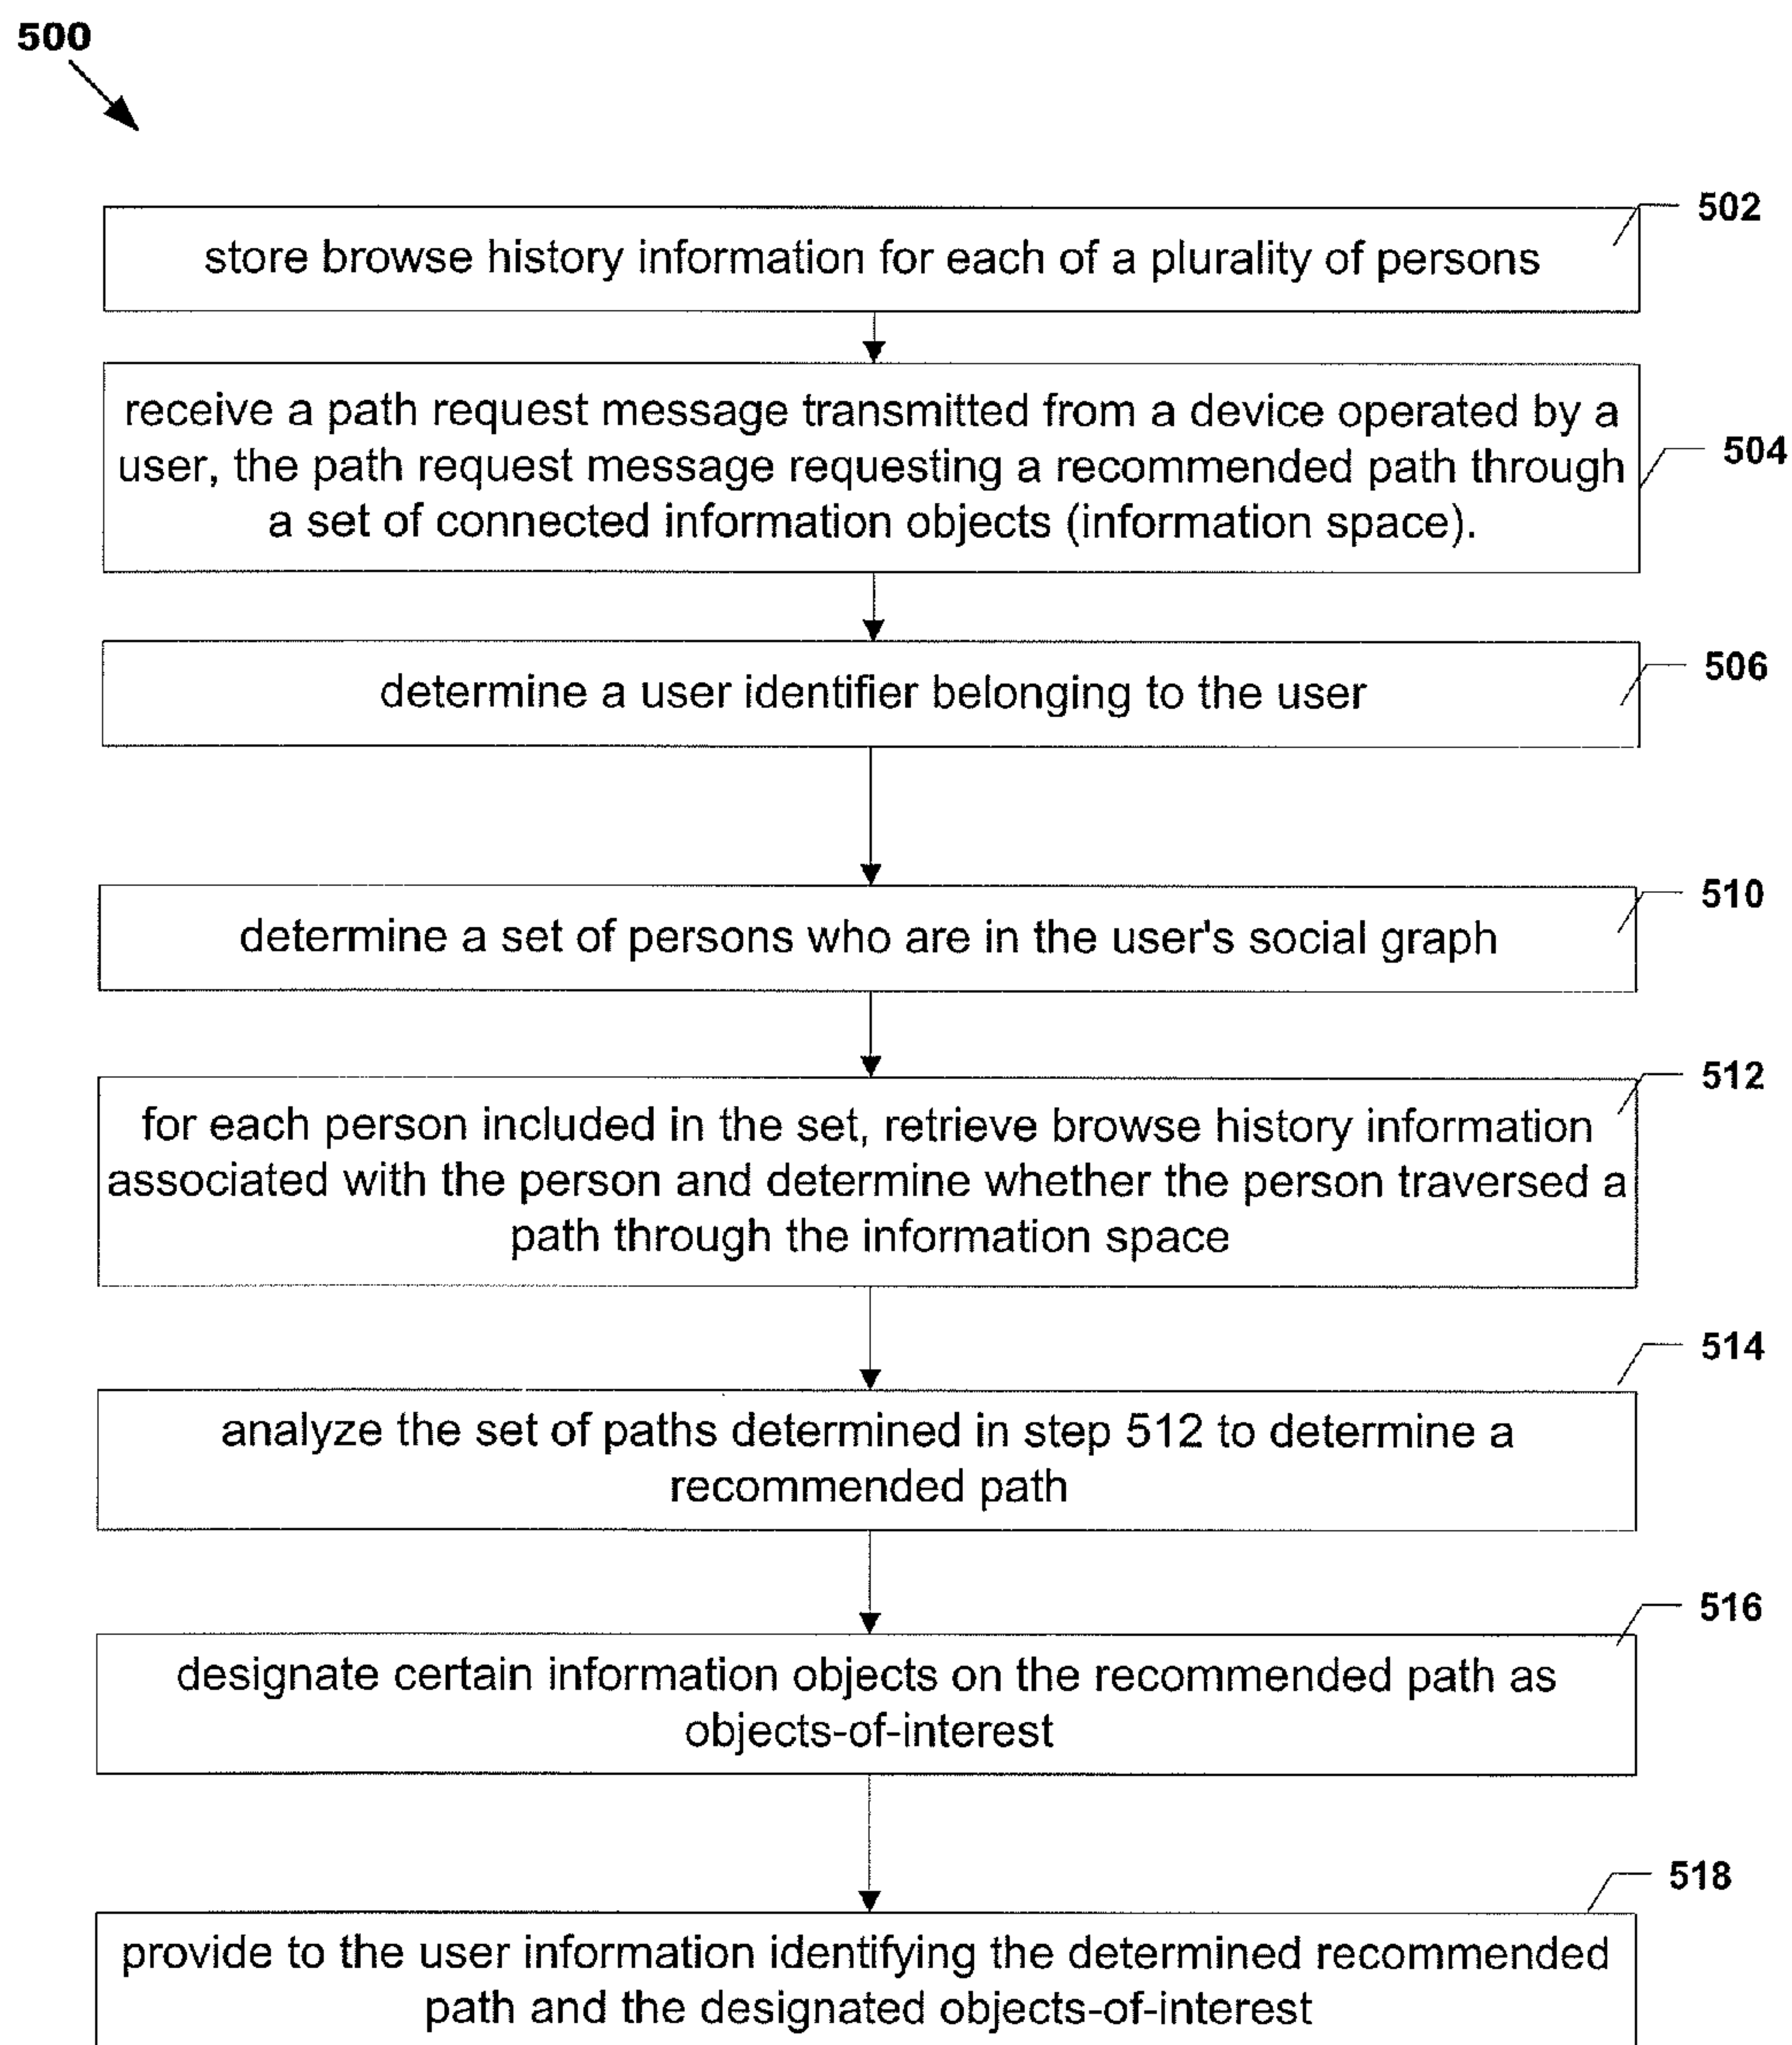 500
502
store browse history information for each of a plurality of persons
receive a path request message transmitted from a device operated by a
user, the path request message requesting a recommended path through
a set of connected information objects (information space).
504
determine a user identifier belonging to the user
506
determine a set of persons who are in the user's social graph
510
512
for each person included in the set, retrieve browse history information
associated with the person and determine whether the person traversed a
path through the information space
514
analyze the set of paths determined in step 512 to determine a
recommended path
516
designate certain information objects on the recommended path as
objects-of-interest
518
provide to the user information identifying the determined recommended
path and the designated objects-of-interest